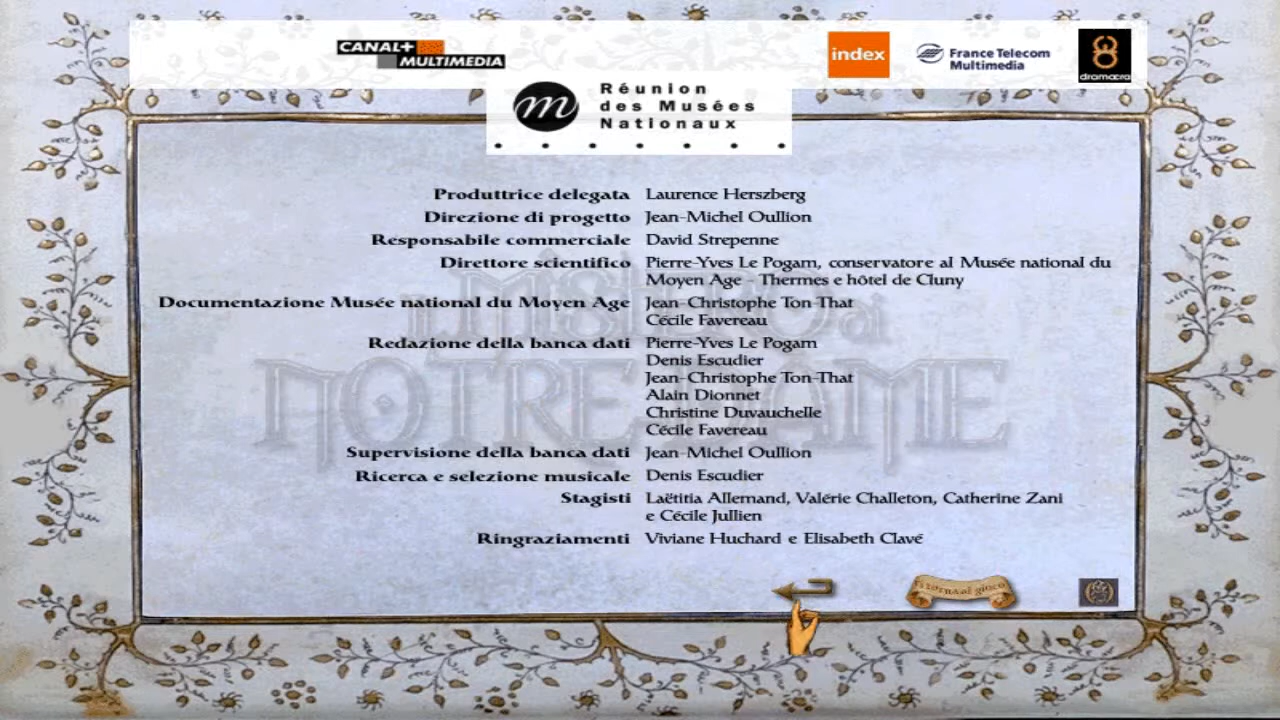 CANAL+
MULTIMEDIA
index
France Telecom
Multimedia
dramaera
m
Réunion
des Musées
Nationaux
Produttrice delegata Laurence Herszberg
Direzione di progetto Jean-Michel Oullion
Responsabile commerciale David Strepenne
Direttore scientifico Pierre-Yves Le Pogam, conservatore al Musée national du
Moyen Age - Thermes e hôtel de Cluny
Documentazione Musée national du Moyen Age Jean-Christophe Ton-That
Cécile Favereau
Redazione della banca dati Pierre-Yves Le Pogam
Denis Escudier
Jean-Christophe Ton-That
Alain Dionnet
Christine Duvauchelle
Cécile Favereau
Supervisione della banca dati Jean-Michel Oullion
Ricerca e selezione musicale Denis Escudier
Stagisti Laëtitia Allemand, Valérie Challeton, Catherine Zani
e Cécile Jullien
Ringraziamenti Viviane Huchard e Elisabeth Clavé
NOTRE DAME